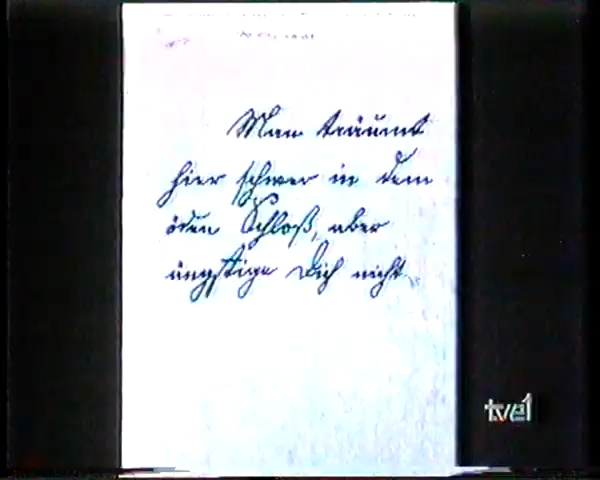 Man träumt
hier schwer in dem
öden Schloß, aber
ängstige Dich nicht
tve1